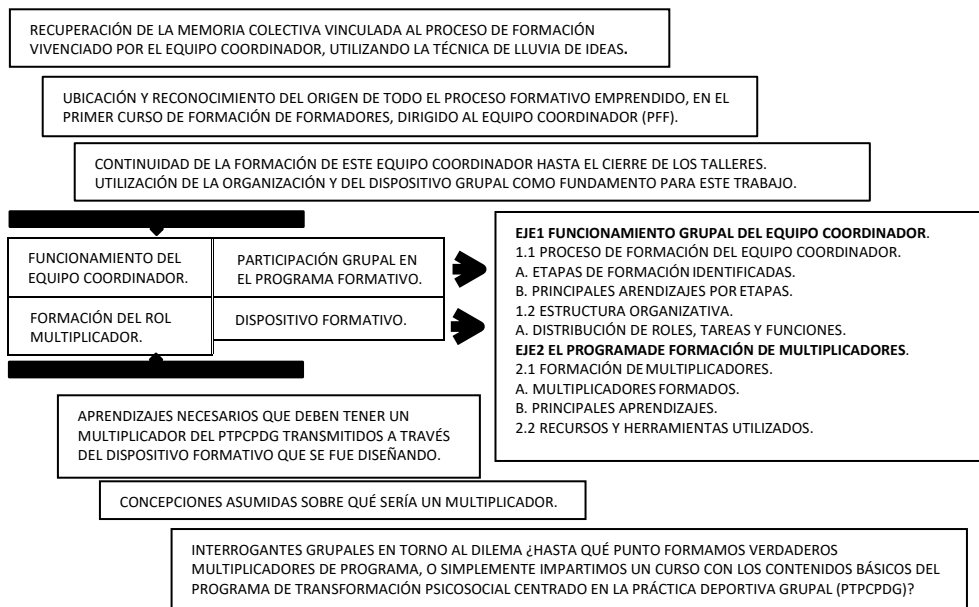 RECUPERACIÓN DE LA MEMORIA COLECTIVA VINCULADA AL PROCESO DE FORMACIÓN
VIVENCIADO POR EL EQUIPO COORDINADOR, UTILIZANDO LA TÉCNICA DE LLUVIA DE IDEAS.
UBICACIÓN Y RECONOCIMIENTO DEL ORIGEN DE TODO EL PROCESO FORMATIVO EMPRENDIDO, EN EL
PRIMER CURSO DE FORMACIÓN DE FORMADORES, DIRIGIDO AL EQUIPO COORDINADOR (PFF).
CONTINUIDAD DE LA FORMACIÓN DE ESTE EQUIPO COORDINADOR HASTA EL CIERRE DE LOS TALLERES.
UTILIZACIÓN DE LA ORGANIZACIÓN Y DEL DISPOSITIVO GRUPAL COMO FUNDAMENTO PARA ESTE TRABAJO.
FUNCIONAMIENTO DEL
EQUIPO COORDINADOR.
PARTICIPACIÓN GRUPAL EN
EL PROGRAMA FORMATIVO.
FORMACIÓN DEL ROL
MULTIPLICADOR.
DISPOSITIVO FORMATIVO.
EJE1 FUNCIONAMIENTO GRUPAL DEL EQUIPO COORDINADOR.
1.1 PROCESO DE FORMACIÓN DEL EQUIPO COORDINADOR.
A. ETAPAS DE FORMACIÓN IDENTIFICADAS.
B. PRINCIPALES ARENDIZAJES POR ETAPAS.
1.2 ESTRUCTURA ORGANIZATIVA.
A. DISTRIBUCIÓN DE ROLES, TAREAS Y FUNCIONES.
EJE2 EL PROGRAMADE FORMACIÓN DE MULTIPLICADORES.
2.1 FORMACIÓN DE MULTIPLICADORES.
A. MULTIPLICADORES FORMADOS.
B. PRINCIPALES APRENDIZAJES.
2.2 RECURSOS Y HERRAMIENTAS UTILIZADOS.
APRENDIZAJES NECESARIOS QUE DEBEN TENER UN
MULTIPLICADOR DEL PTPCPDG TRANSMITIDOS A TRAVÉS
DEL DISPOSITIVO FORMATIVO QUE SE FUE DISEÑANDO.
CONCEPCIONES ASUMIDAS SOBRE QUÉ SERÍA UN MULTIPLICADOR.
INTERROGANTES GRUPALES EN TORNO AL DILEMA ¿HASTA QUÉ PUNTO FORMAMOS VERDADEROS
MULTIPLICADORES DE PROGRAMA, O SIMPLEMENTE IMPARTIMOS UN CURSO CON LOS CONTENIDOS BÁSICOS DEL
PROGRAMA DE TRANSFORMACIÓN PSICOSOCIAL CENTRADO EN LA PRÁCTICA DEPORTIVA GRUPAL (PTPCPDG)?